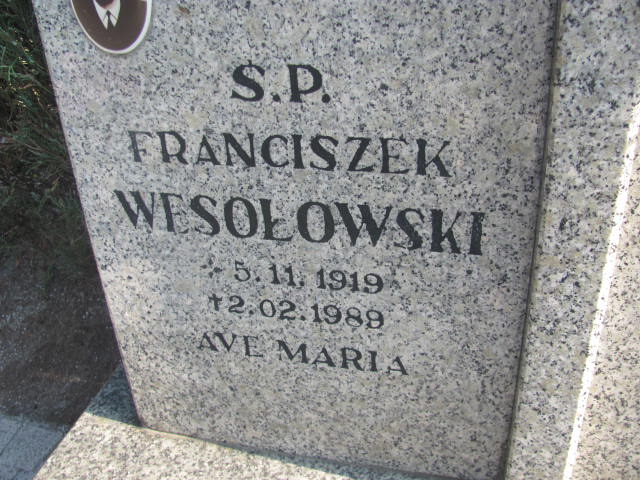 S.P.
FRANCISZEK
WESOŁOWSKI
* 5.11.1919
†2.02.1989
AVE MARIA